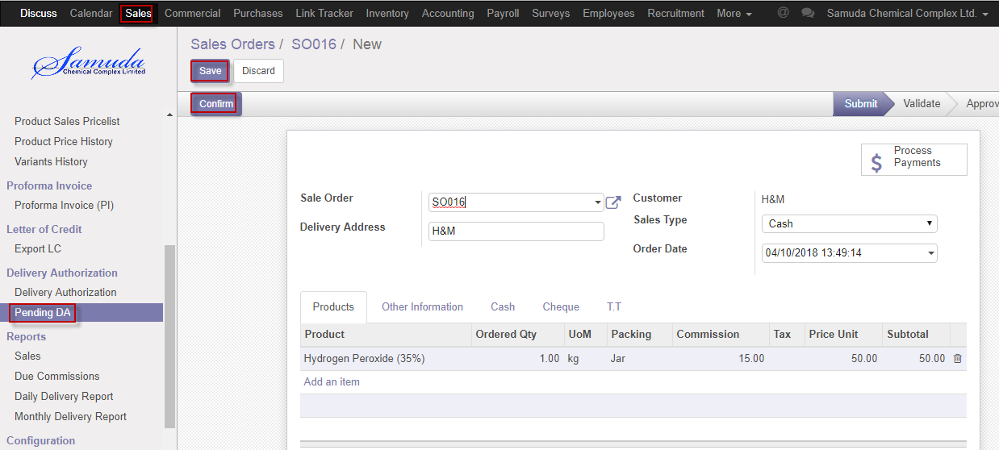 Discuss Calendar Sales Commercial Purchases Link Tracker Inventory Accounting Payroll Surveys Employees Recruitment More @ Samuda Chemical Complex Ltd.
Samuda
Chemical Complex Limited
Product Sales Pricelist
Product Price History
Variants History
Proforma Invoice
Proforma Invoice (PI)
Letter of Credit
Export LC
Delivery Authorization
Delivery Authorization
Pending DA
Reports
Sales
Due Commissions
Daily Delivery Report
Monthly Delivery Report
Configuration
Sales Orders / SO016 / New
Save Discard
Confirm Submit Validate Approv
$ Process
Payments
Sale Order SO016 Customer H&M
Sales Type Cash
Delivery Address H&M
Order Date 04/10/2018 13:49:14
Products Other Information Cash Cheque T.T
Product Ordered Qty UoM Packing Commission Tax Price Unit Subtotal
Hydrogen Peroxide (35%) 1.00 kg Jar 15.00 50.00 50.00
Add an item